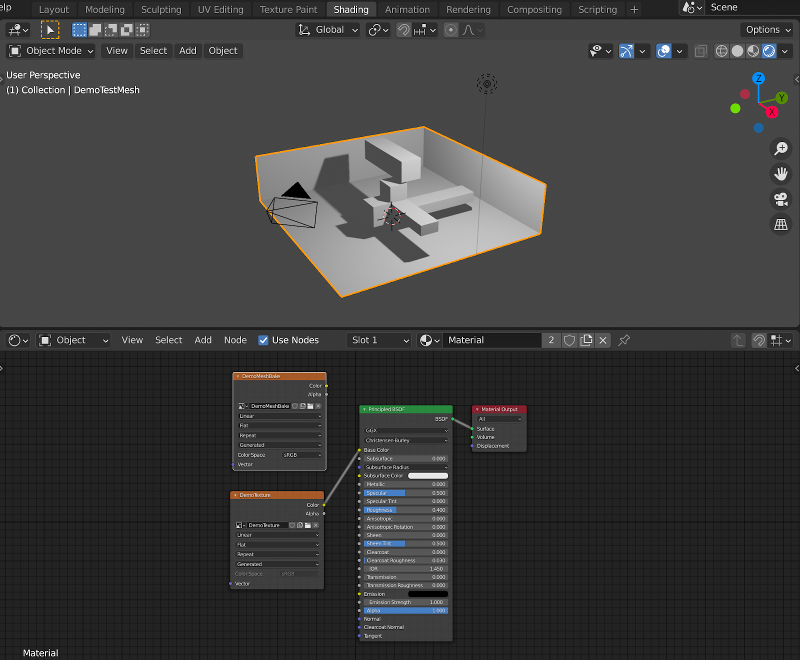 elp Layout Modeling Sculpting UV Editing Texture Paint Shading Animation Rendering Compositing Scripting + Scene
Global Options
Object Mode View Select Add Object
User Perspective
(1) Collection | DemoTestMesh
Z
Y
X
Object View Select Add Node Use Nodes Slot 1 Material 2
DemoMeshBake
Color
Alpha
DemoMeshBake
Linear
Flat
Repeat
Generated
Color Space sRGB
Vector
DemoTexture
Color
Alpha
DemoTexture
Linear
Flat
Repeat
Generated
Color Space sRGB
Vector
Principled BSDF
BSDF
GGX
Christensen-Burley
Base Color
Subsurface 0.000
Subsurface Radius
Subsurface Color
Metallic 0.000
Specular 0.500
Specular Tint 0.000
Roughness 0.400
Anisotropic 0.000
Anisotropic Rotation 0.000
Sheen 0.000
Sheen Tint 0.500
Clearcoat 0.000
Clearcoat Roughness 0.030
IOR 1.450
Transmission 0.000
Transmission Roughness 0.000
Emission
Emission Strength 1.000
Alpha 1.000
Normal
Clearcoat Normal
Tangent
Material Output
All
Surface
Volume
Displacement
Material